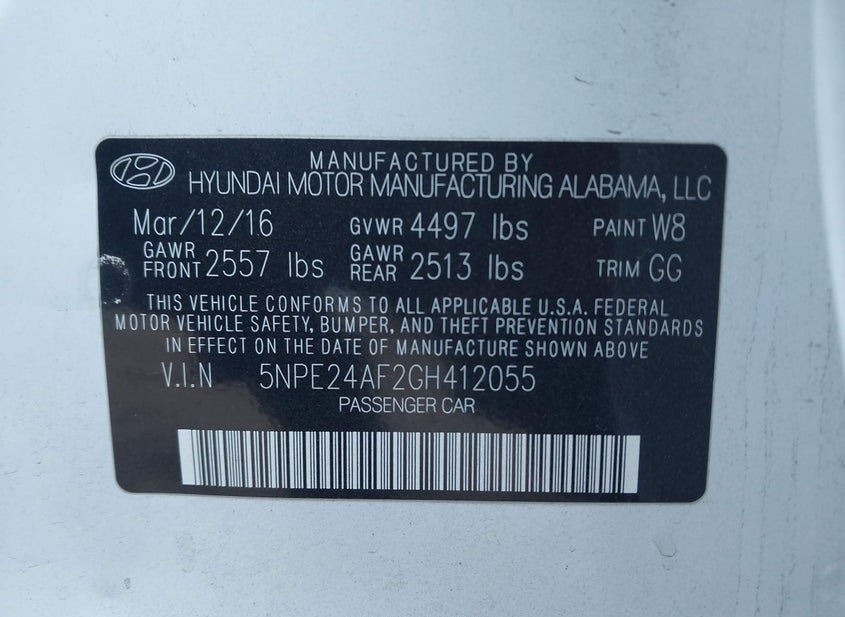 MANUFACTURED BY
HYUNDAI MOTOR MANUFACTURING ALABAMA, LLC
Mar/12/16 GVWR 4497 lbs PAINT W8
GAWR FRONT 2557 lbs GAWR REAR 2513 lbs TRIM GG
THIS VEHICLE CONFORMS TO ALL APPLICABLE U.S.A. FEDERAL
MOTOR VEHICLE SAFETY, BUMPER, AND THEFT PREVENTION STANDARDS
IN EFFECT ON THE DATE OF MANUFACTURE SHOWN ABOVE
V.I.N 5NPE24AF2GH412055
PASSENGER CAR